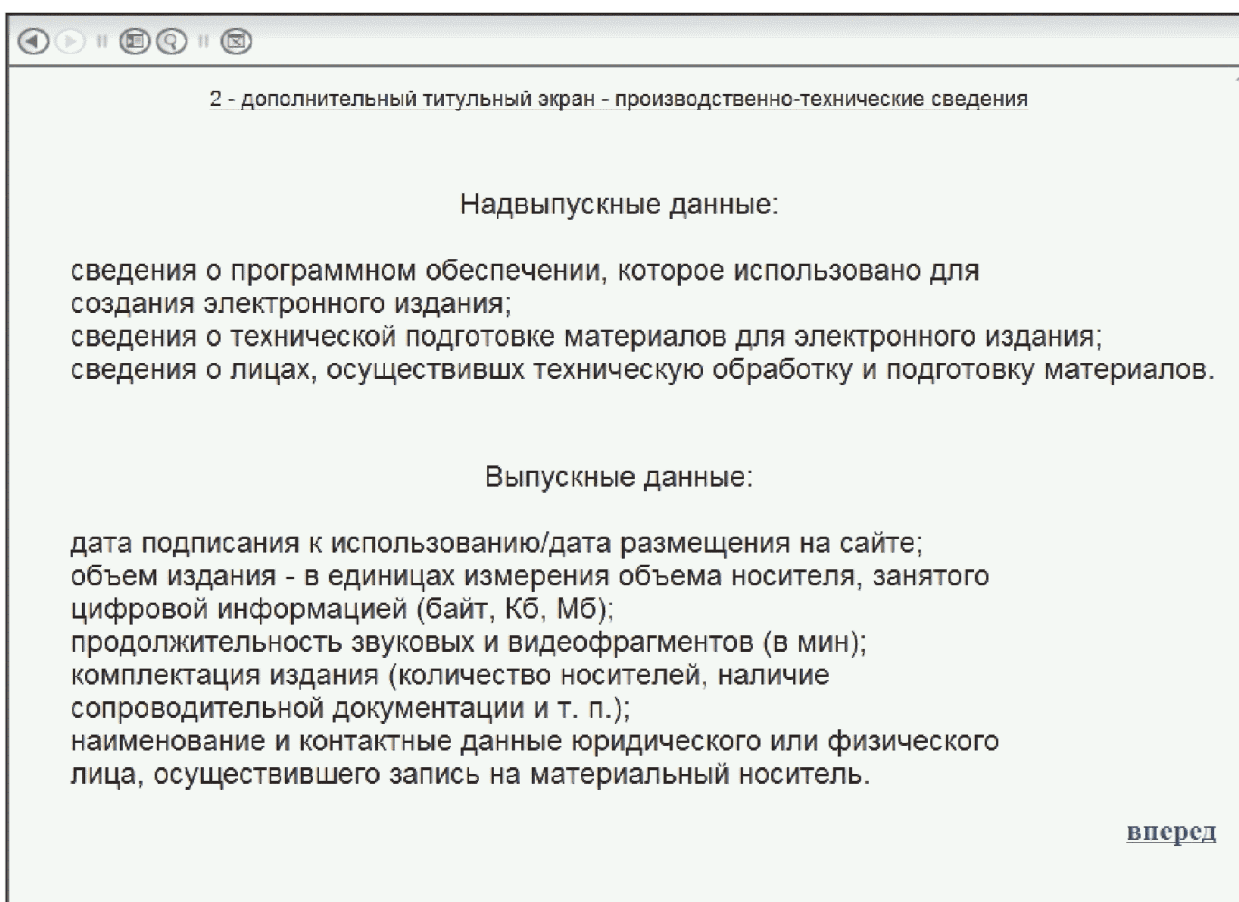 2 - дополнительный титульный экран - производственно-технические сведения
Надвыпускные данные:
сведения о программном обеспечении, которое использовано для
создания электронного издания;
сведения о технической подготовке материалов для электронного издания;
сведения о лицах, осуществившх техническую обработку и подготовку материалов.
Выпускные данные:
дата подписания к использованию/дата размещения на сайте;
объем издания - в единицах измерения объема носителя, занятого
цифровой информацией (байт, Кб, Мб);
продолжительность звуковых и видеофрагментов (в мин);
комплектация издания (количество носителей, наличие
сопроводительной документации и т. п.);
наименование и контактные данные юридического или физического
лица, осуществившего запись на материальный носитель.
вперед